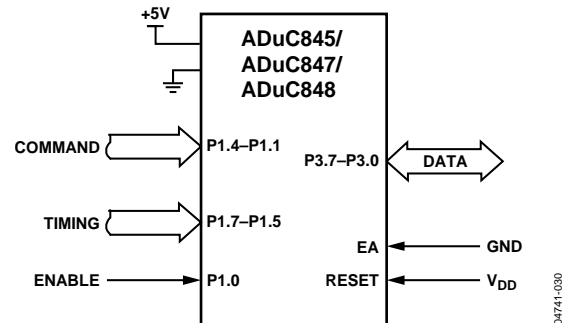 +5V
ADuC845/
ADuC847/
ADuC848
COMMAND
P1.4–P1.1
P3.7–P3.0
DATA
TIMING
P1.7–P1.5
EA
GND
ENABLE
P1.0
RESET
VDD
04741-030